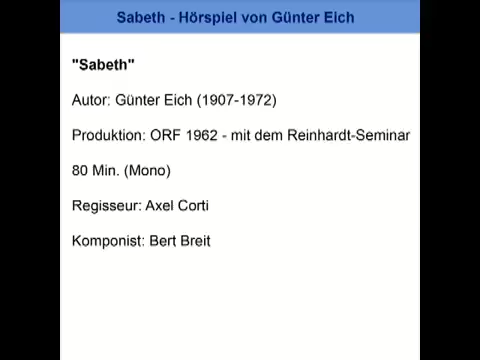 Sabeth - Hörspiel von Günter Eich
"Sabeth"
Autor: Günter Eich (1907-1972)
Produktion: ORF 1962 - mit dem Reinhardt-Seminar
80 Min. (Mono)
Regisseur: Axel Corti
Komponist: Bert Breit